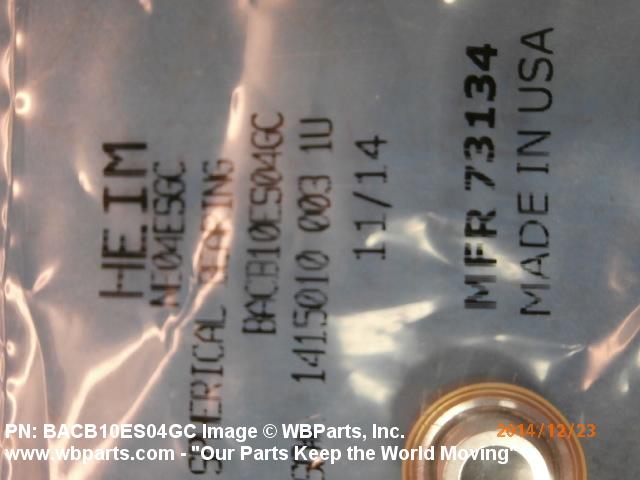 HEIM
NE04ESGC
SPHERICAL BEARING
BACB10ES04GC
1415010 003 1U
11/14
MFR 73134
MADE IN USA
2014/12/23
PN: BACB10ES04GC Image © WBParts, Inc.
www.wbparts.com - "Our Parts Keep the World Moving"